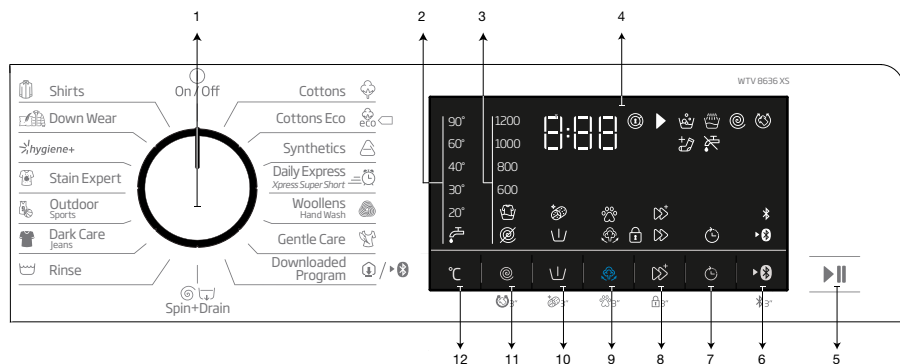 1
2
3
4
WTV 8636 XS
On / Off
Shirts
Down Wear
hygiene+
Stain Expert
Outdoor
Sports
Dark Care
Jeans
Rinse
Spin+Drain
Cottons
Cottons Eco
eco
Synthetics
Daily Express
Xpress Super Short
Woollens
Hand Wash
Gentle Care
Downloaded
Program
/
90°
60°
40°
30°
20°
1200
1000
800
600
8:88
°C
3"
3"
3"
3"
3"
12
11
10
9
8
7
6
5